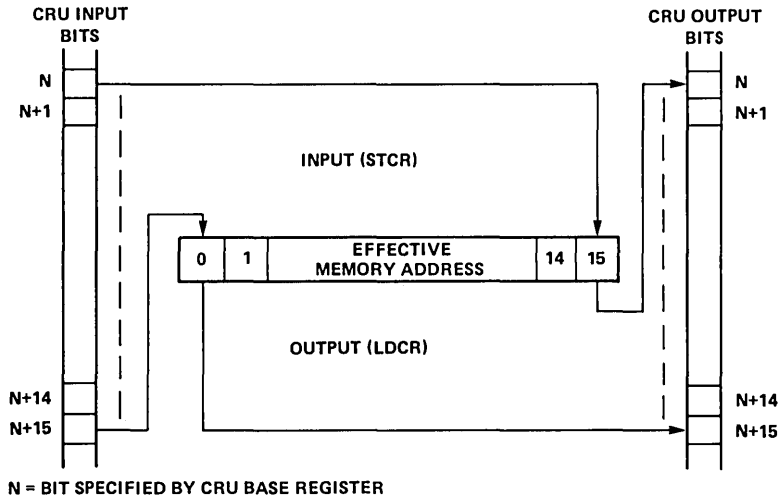 CRU INPUT
BITS
CRU OUTPUT
BITS
N
N
N+1
N+1
INPUT (STCR)
0
1
EFFECTIVE
MEMORY ADDRESS
14
15
OUTPUT (LDCR)
N+14
N+14
N+15
N+15
N = BIT SPECIFIED BY CRU BASE REGISTER